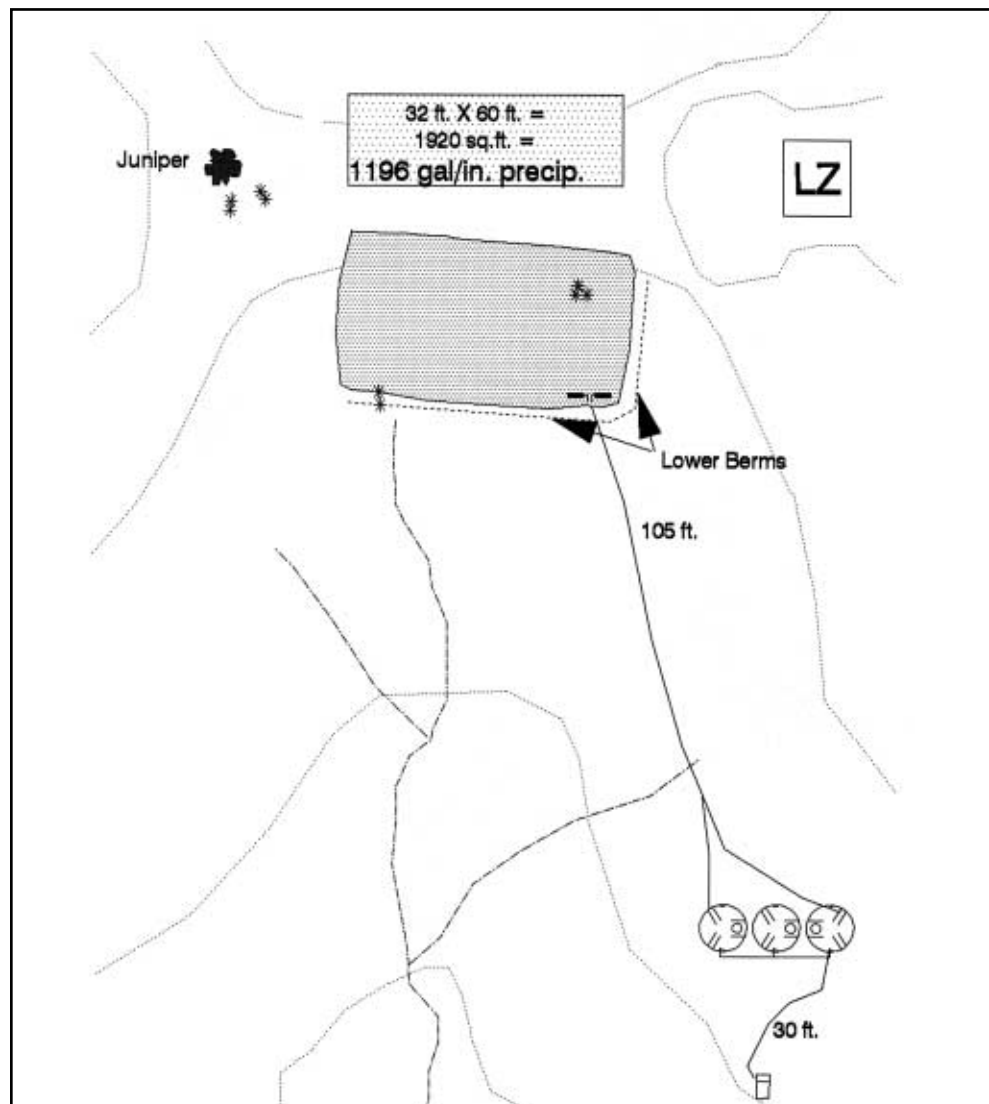 32 ft. X 60 ft. =
1920 sq.ft. =
1196 gal/in. precip.
Juniper
LZ
Lower Berms
105 ft.
30 ft.